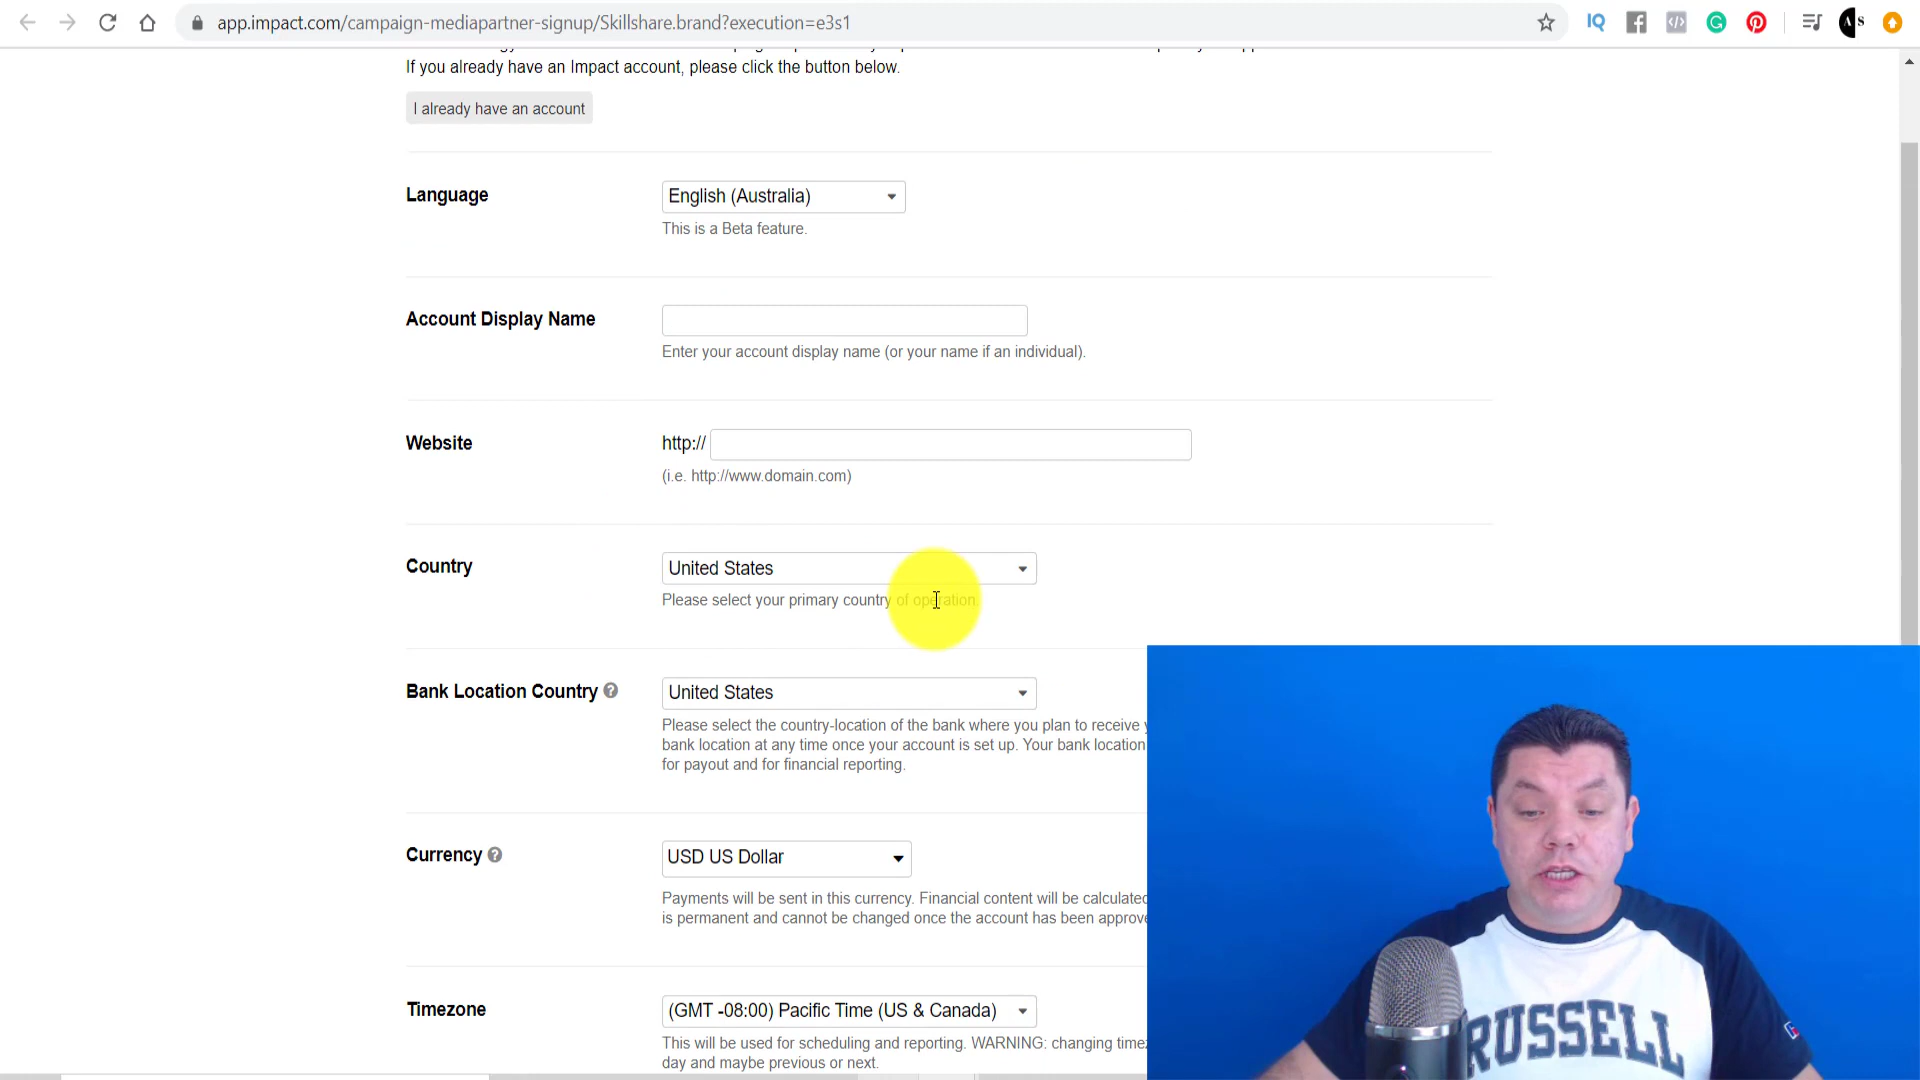 app.impact.com/campaign-mediapartner-signup/Skillshare.brand?execution=e3s1
If you already have an Impact account, please click the button below.
I already have an account
Language
English (Australia)
This is a Beta feature.
Account Display Name
Enter your account display name (or your name if an individual).
Website
http://
(i.e. http://www.domain.com)
Country
United States
Please select your primary country of operation.
Bank Location Country
United States
Please select the country-location of the bank where you plan to receive
bank location at any time once your account is set up. Your bank location
for payout and for financial reporting.
Currency
USD US Dollar
Payments will be sent in this currency. Financial content will be calculated
is permanent and cannot be changed once the account has been approve
Timezone
(GMT -08:00) Pacific Time (US & Canada)
This will be used for scheduling and reporting. WARNING: changing time
day and maybe previous or next.
IQ
A S
RUSSELL